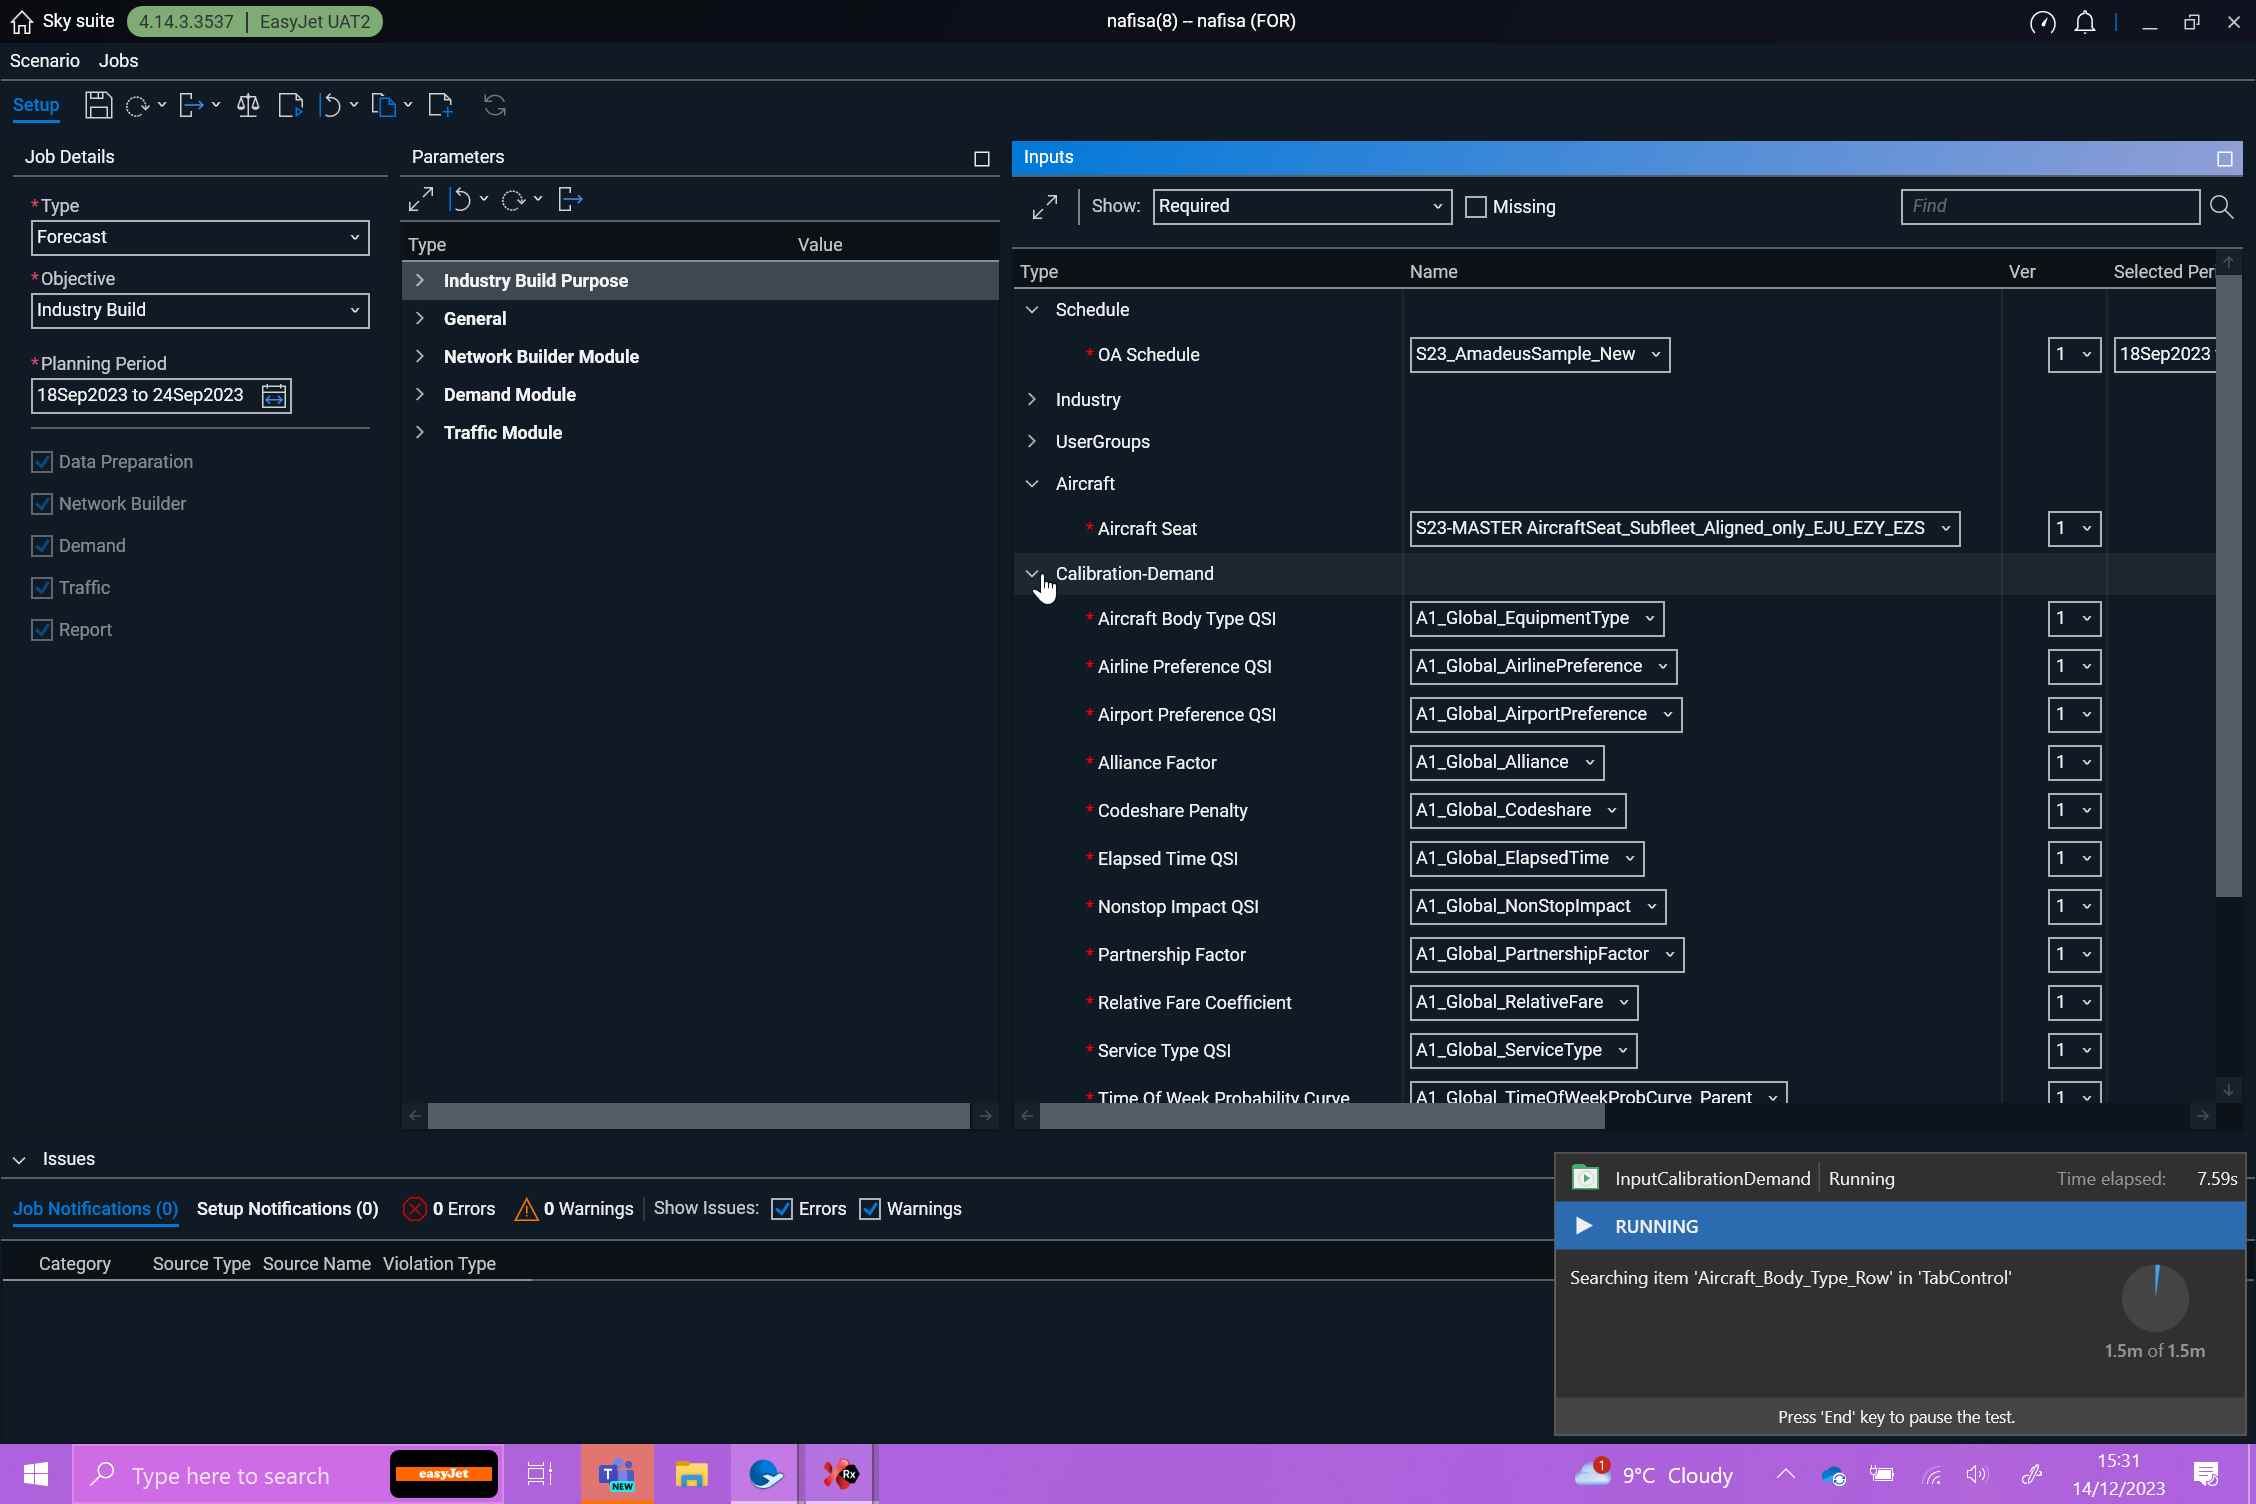 Sky suite 4.14.3.3537 | EasyJet UAT2
nafisa(8) – nafisa (FOR)
Scenario Jobs
Setup
Job Details
*Type
Forecast
*Objective
Industry Build
*Planning Period
18Sep2023 to 24Sep2023
Data Preparation
Network Builder
Demand
Traffic
Report
Parameters
Type Value
Industry Build Purpose
General
Network Builder Module
Demand Module
Traffic Module
Inputs
Show: Required Missing Find
Type Name Ver Selected Per
Schedule
* OA Schedule S23_AmadeusSample_New 1 18Sep2023
Industry
UserGroups
Aircraft
* Aircraft Seat S23-MASTER AircraftSeat_Subfleet_Aligned_only_EJU_EZY_EZS 1
Calibration-Demand
* Aircraft Body Type QSI A1_Global_EquipmentType 1
* Airline Preference QSI A1_Global_AirlinePreference 1
* Airport Preference QSI A1_Global_AirportPreference 1
* Alliance Factor A1_Global_Alliance 1
* Codeshare Penalty A1_Global_Codeshare 1
* Elapsed Time QSI A1_Global_ElapsedTime 1
* Nonstop Impact QSI A1_Global_NonStopImpact 1
* Partnership Factor A1_Global_PartnershipFactor 1
* Relative Fare Coefficient A1_Global_RelativeFare 1
* Service Type QSI A1_Global_ServiceType 1
* Time Of Week Probability Curve A1_Global_TimeOfWeekProbCurve_Parent 1
Issues
Job Notifications (0) Setup Notifications (0) 0 Errors 0 Warnings Show Issues: Errors Warnings
Category Source Type Source Name Violation Type
InputCalibrationDemand Running Time elapsed: 7.59s
RUNNING
Searching item 'Aircraft_Body_Type_Row' in 'TabControl'
1.5m of 1.5m
Press 'End' key to pause the test.
Type here to search
easyJet
T
NEW
Rx
1
9°C Cloudy
15:31
14/12/2023